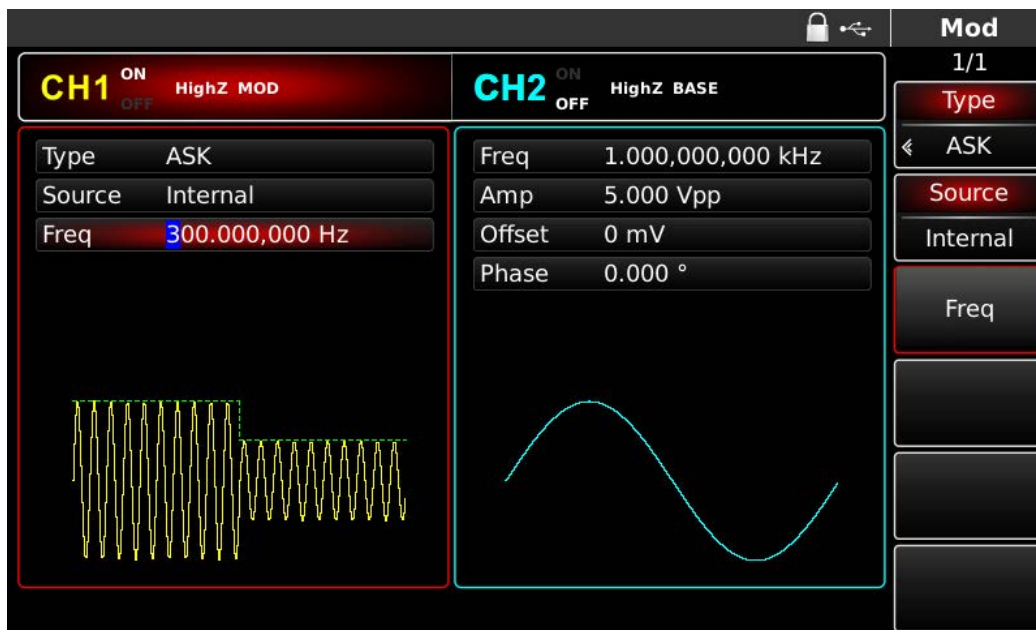 Mod
1/1
CH1 ON OFF HighZ MOD
CH2 ON OFF HighZ BASE
Type
ASK
Source
Internal
Freq
Type ASK
Source Internal
Freq 300.000,000 Hz
Freq 1.000,000,000 kHz
Amp 5.000 Vpp
Offset 0 mV
Phase 0.000 °